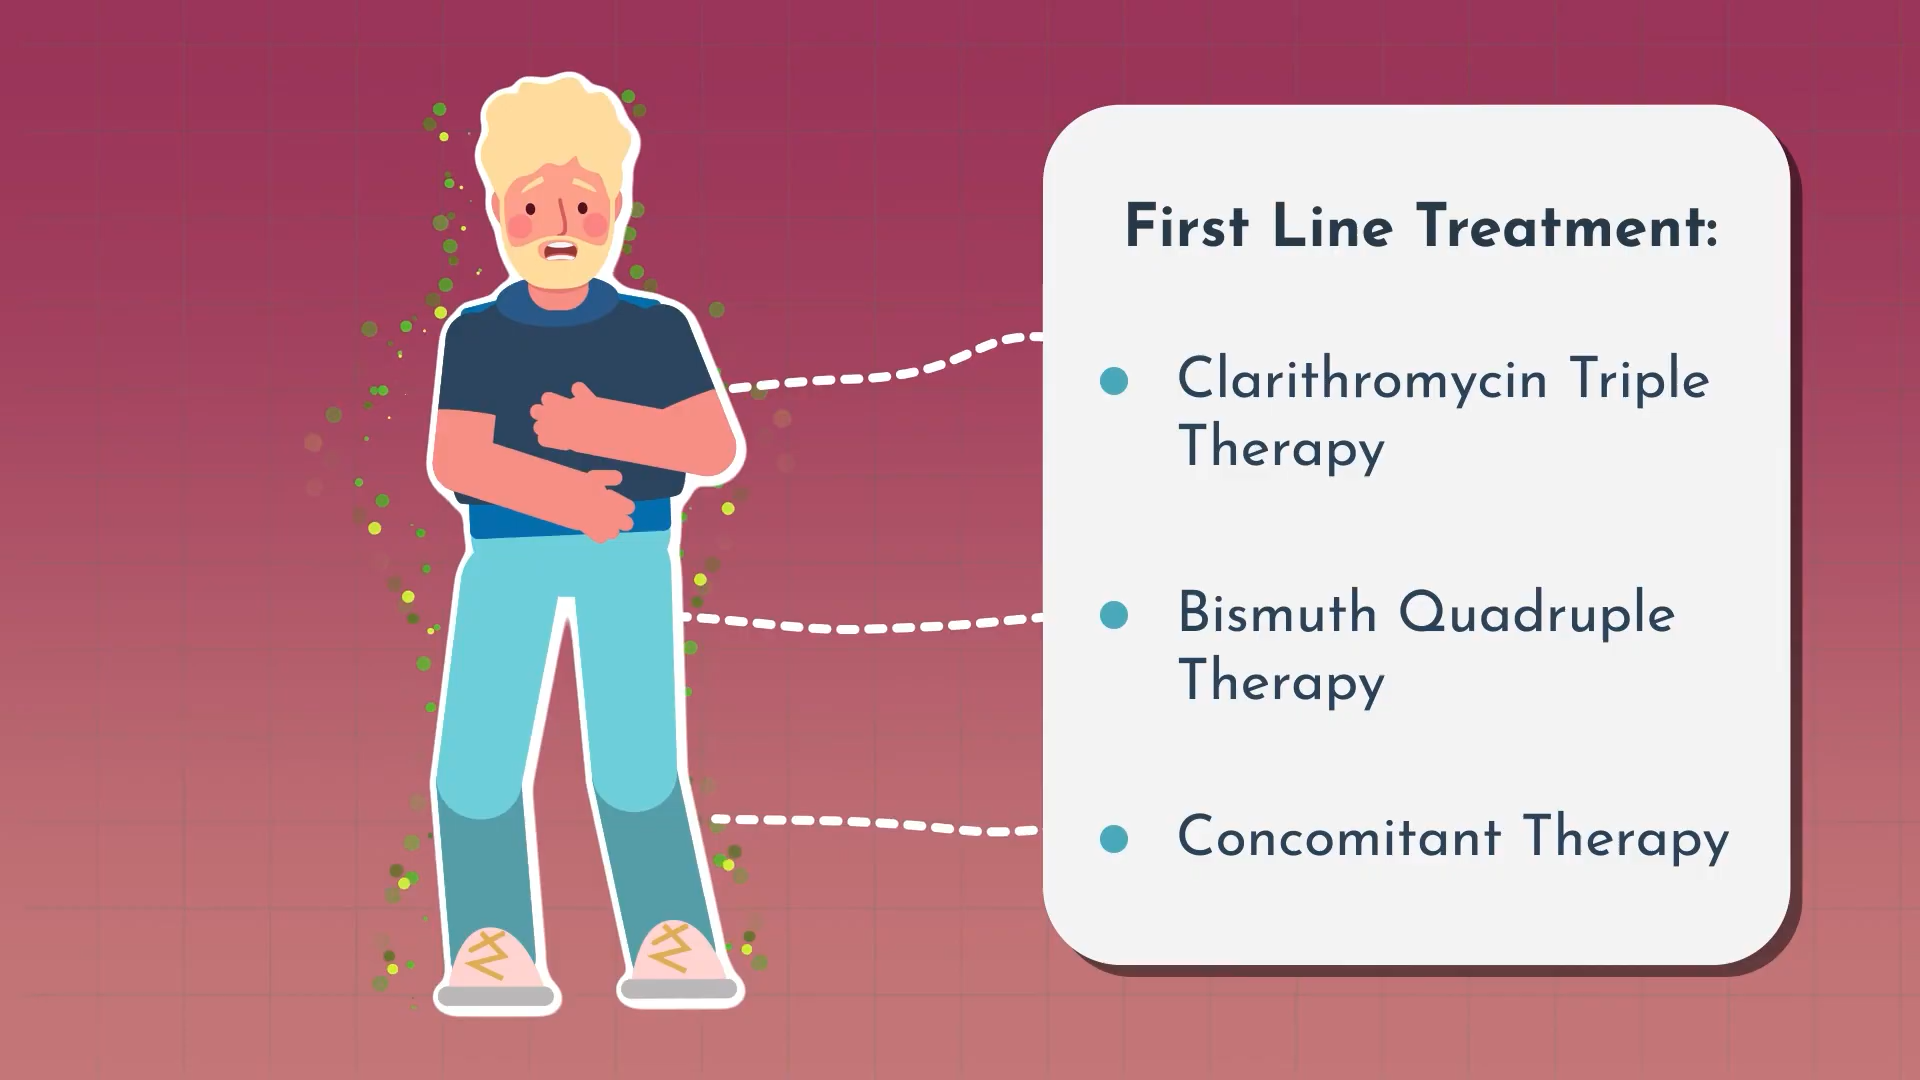 First Line Treatment:
Clarithromycin Triple
Therapy
Bismuth Quadruple
Therapy
Concomitant Therapy